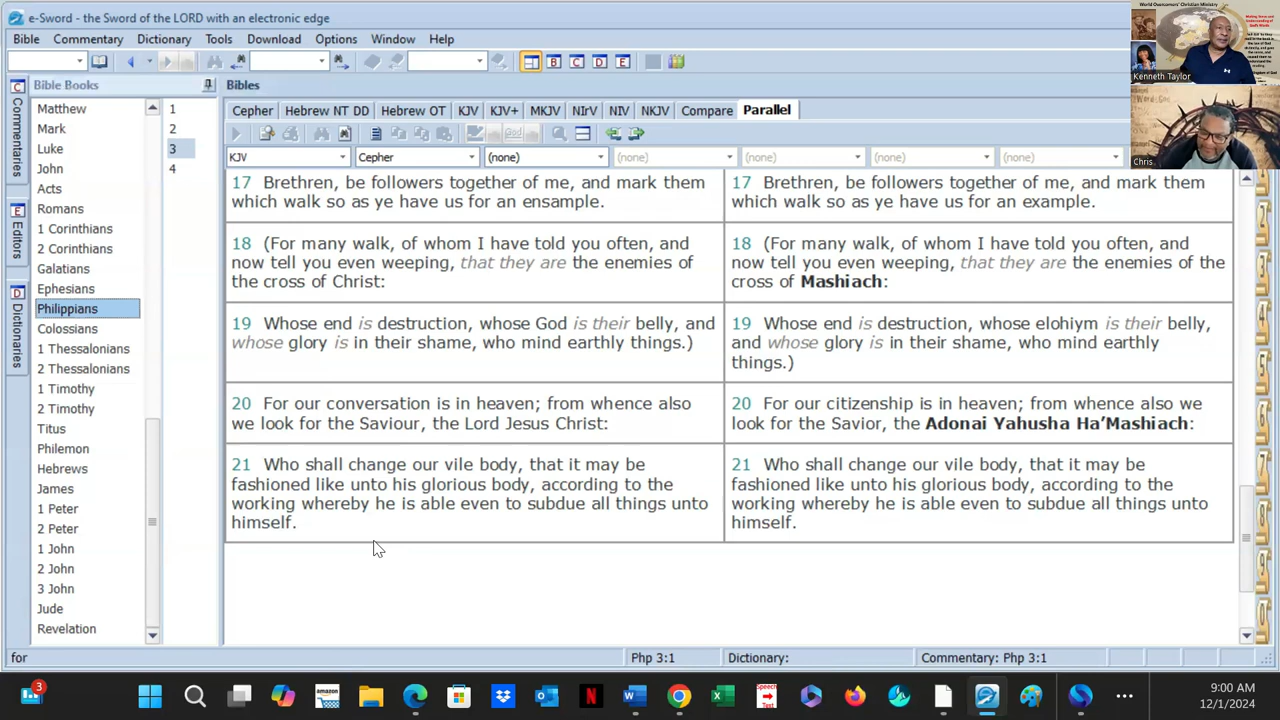 e-Sword - the Sword of the LORD with an electronic edge
Bible Commentary Dictionary Tools Download Options Window Help
Bible Books
Bibles
Matthew
Mark
Luke
John
Acts
Romans
1 Corinthians
2 Corinthians
Galatians
Ephesians
Philippians
Colossians
1 Thessalonians
2 Thessalonians
1 Timothy
2 Timothy
Titus
Philemon
Hebrews
James
1 Peter
2 Peter
1 John
2 John
3 John
Jude
Revelation
1
2
3
4
Commentaries
Editors
Dictionaries
Cepher Hebrew NT DD Hebrew OT KJV KJV+ MKJV NIrV NIV NKJV Compare Parallel
KJV Cepher (none) (none) (none) (none) (none)
17 Brethren, be followers together of me, and mark them
which walk so as ye have us for an ensample.
18 (For many walk, of whom I have told you often, and
now tell you even weeping, that they are the enemies of
the cross of Christ:
19 Whose end is destruction, whose God is their belly, and
whose glory is in their shame, who mind earthly things.)
20 For our conversation is in heaven; from whence also
we look for the Saviour, the Lord Jesus Christ:
21 Who shall change our vile body, that it may be
fashioned like unto his glorious body, according to the
working whereby he is able even to subdue all things unto
himself.
17 Brethren, be followers together of me, and mark them
which walk so as ye have us for an example.
18 (For many walk, of whom I have told you often, and
now tell you even weeping, that they are the enemies of the
cross of Mashiach:
19 Whose end is destruction, whose elohiym is their belly,
and whose glory is in their shame, who mind earthly
things.)
20 For our citizenship is in heaven; from whence also we
look for the Savior, the Adonai Yahusha Ha’Mashiach:
21 Who shall change our vile body, that it may be
fashioned like unto his glorious body, according to the
working whereby he is able even to subdue all things unto
himself.
World Overcomers' Christian Ministry
Kenneth Taylor
Chris
for
Php 3:1
Dictionary:
Commentary: Php 3:1
3
amazon
Speech
Text
9:00 AM
12/1/2024